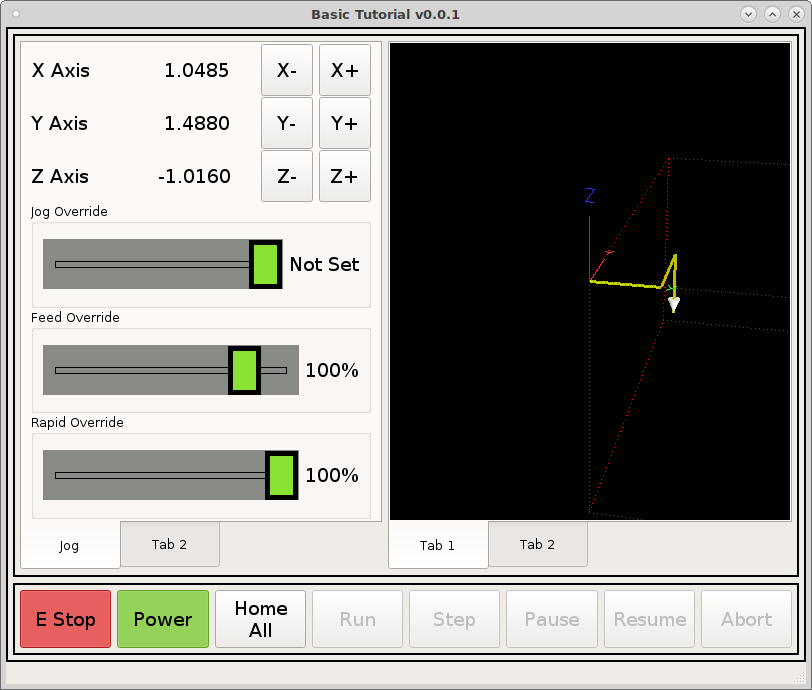 Basic Tutorial v0.0.1
X Axis 1.0485 X- X+
Y Axis 1.4880 Y- Y+
Z Axis -1.0160 Z- Z+
Jog Override
Not Set
Feed Override
100%
Rapid Override
100%
Jog Tab 2
Z
X
Tab 1 Tab 2
E Stop Power Home All Run Step Pause Resume Abort